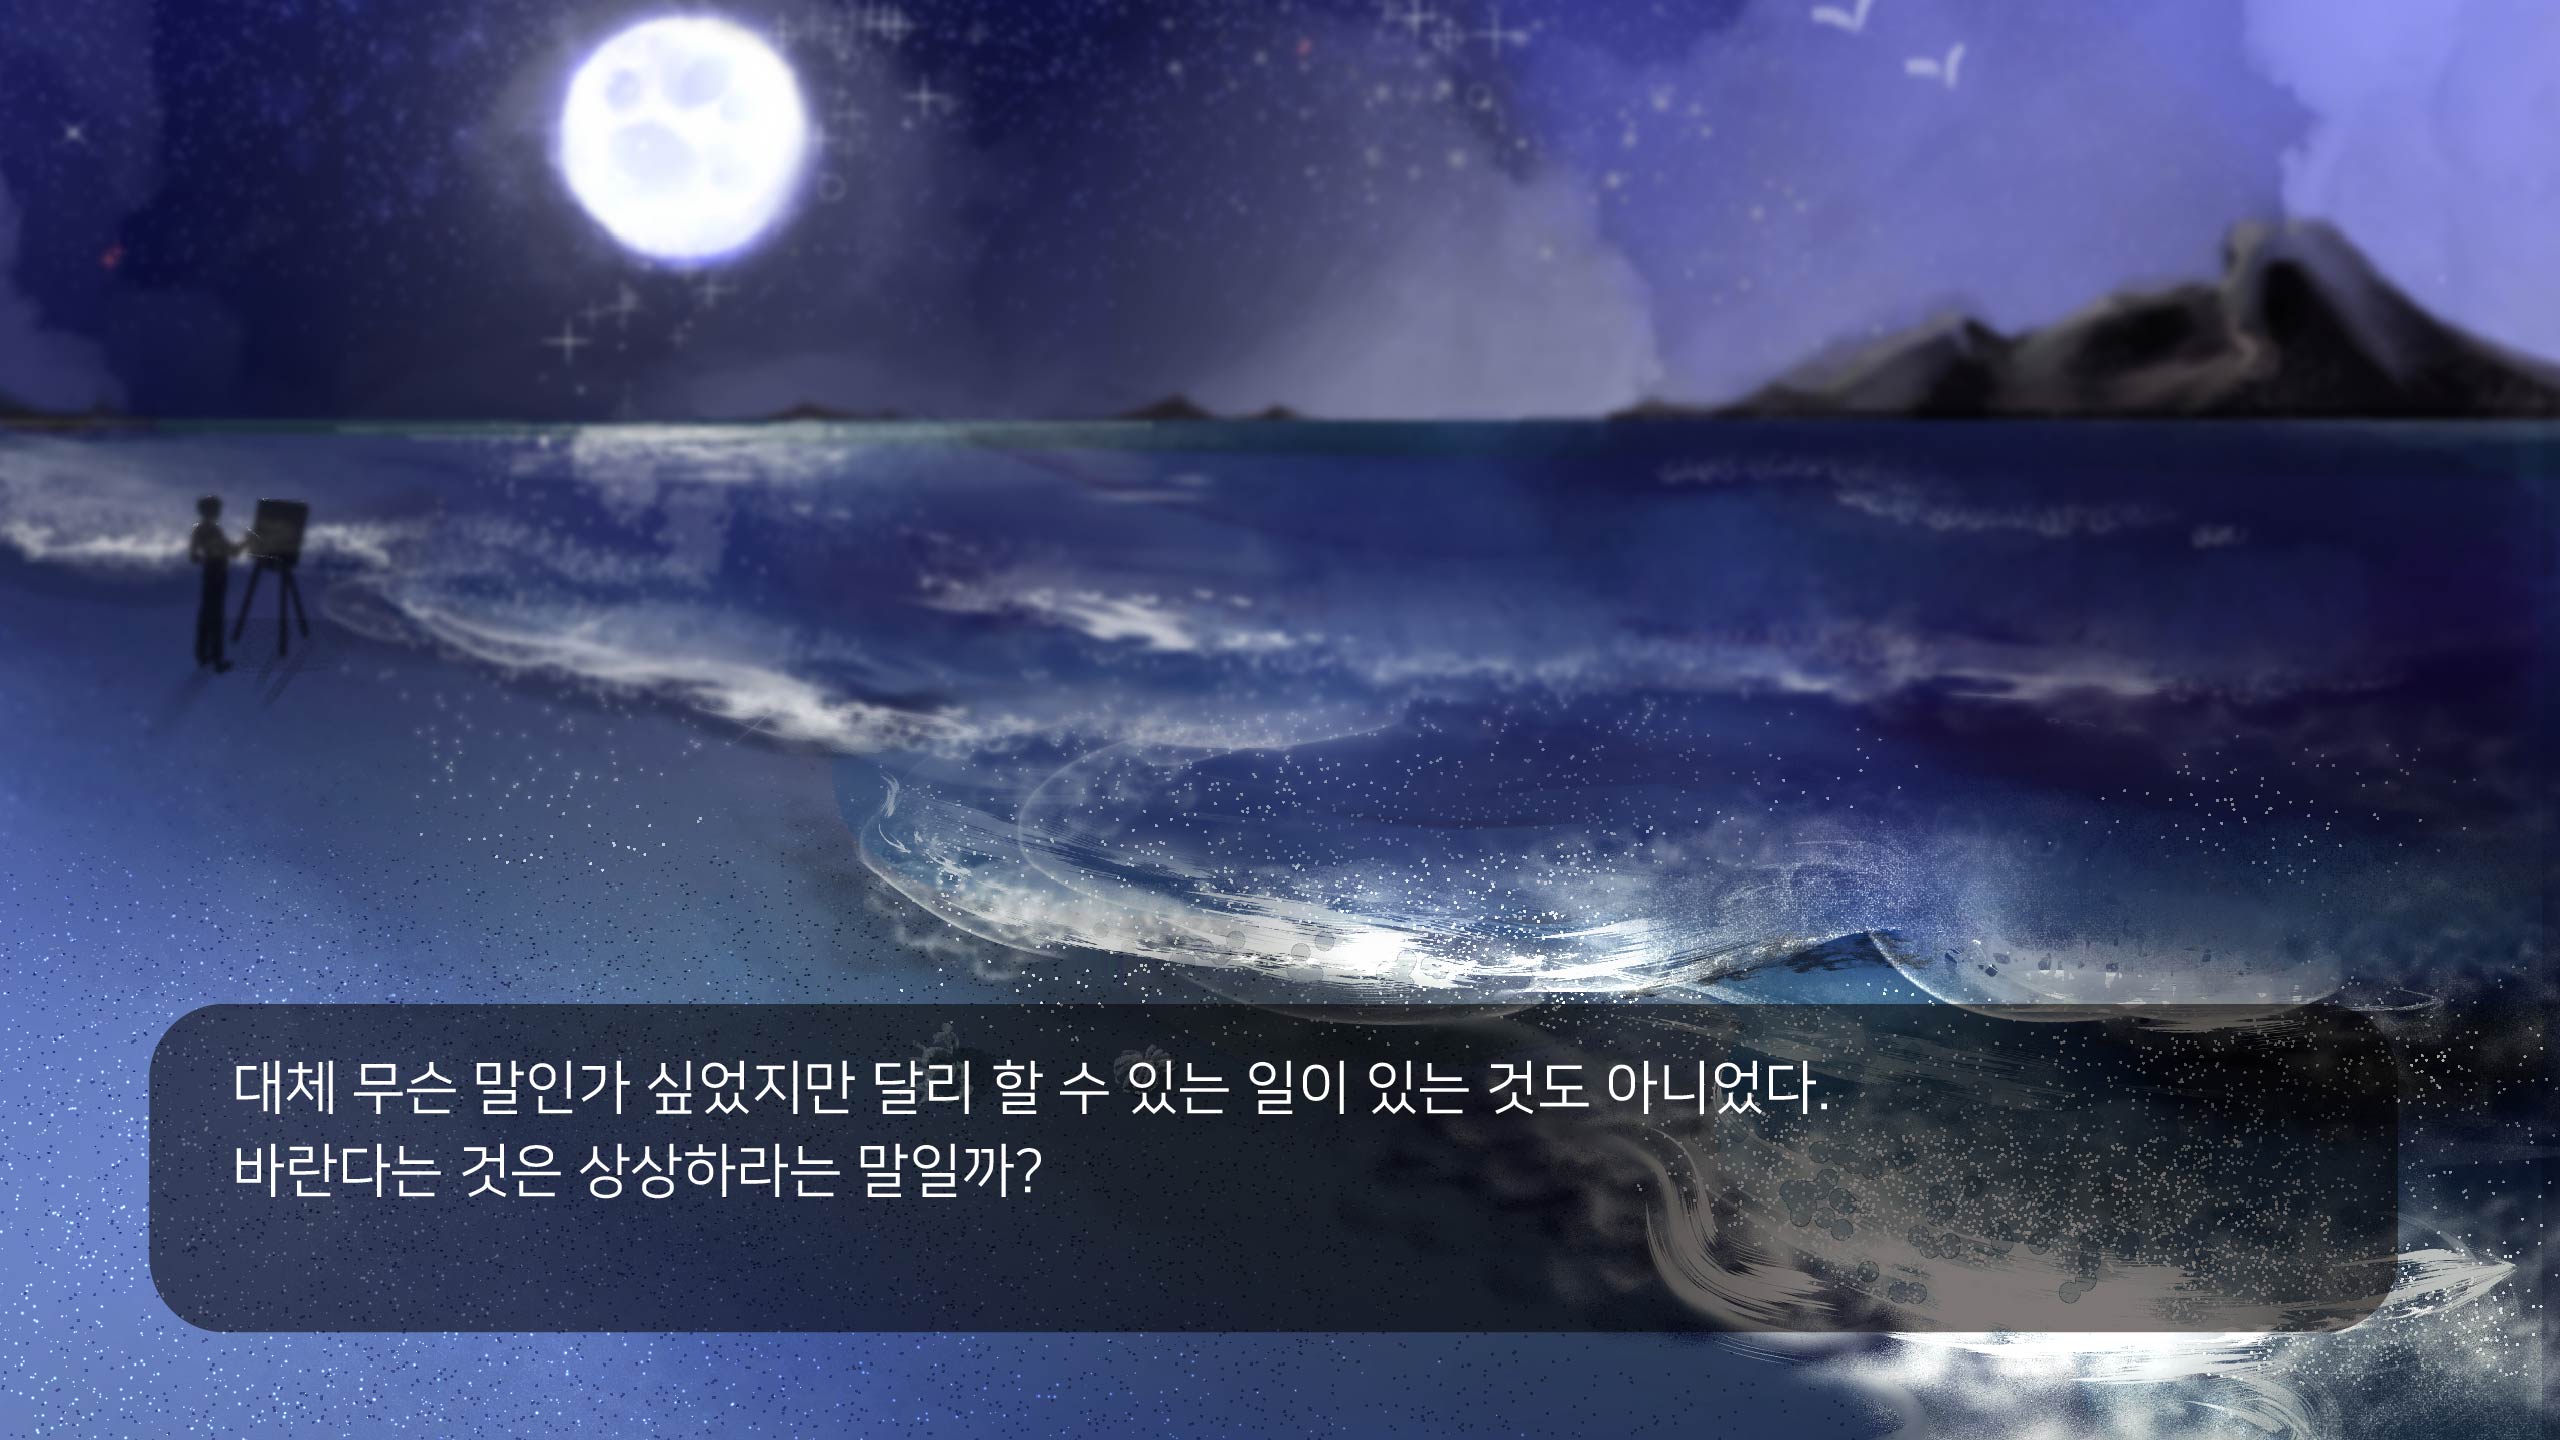 대체 무슨 말인가 싶었지만 달리 할 수 있는 일이 있는 것도 아니었다.
바란다는 것은 상상하라는 말일까?